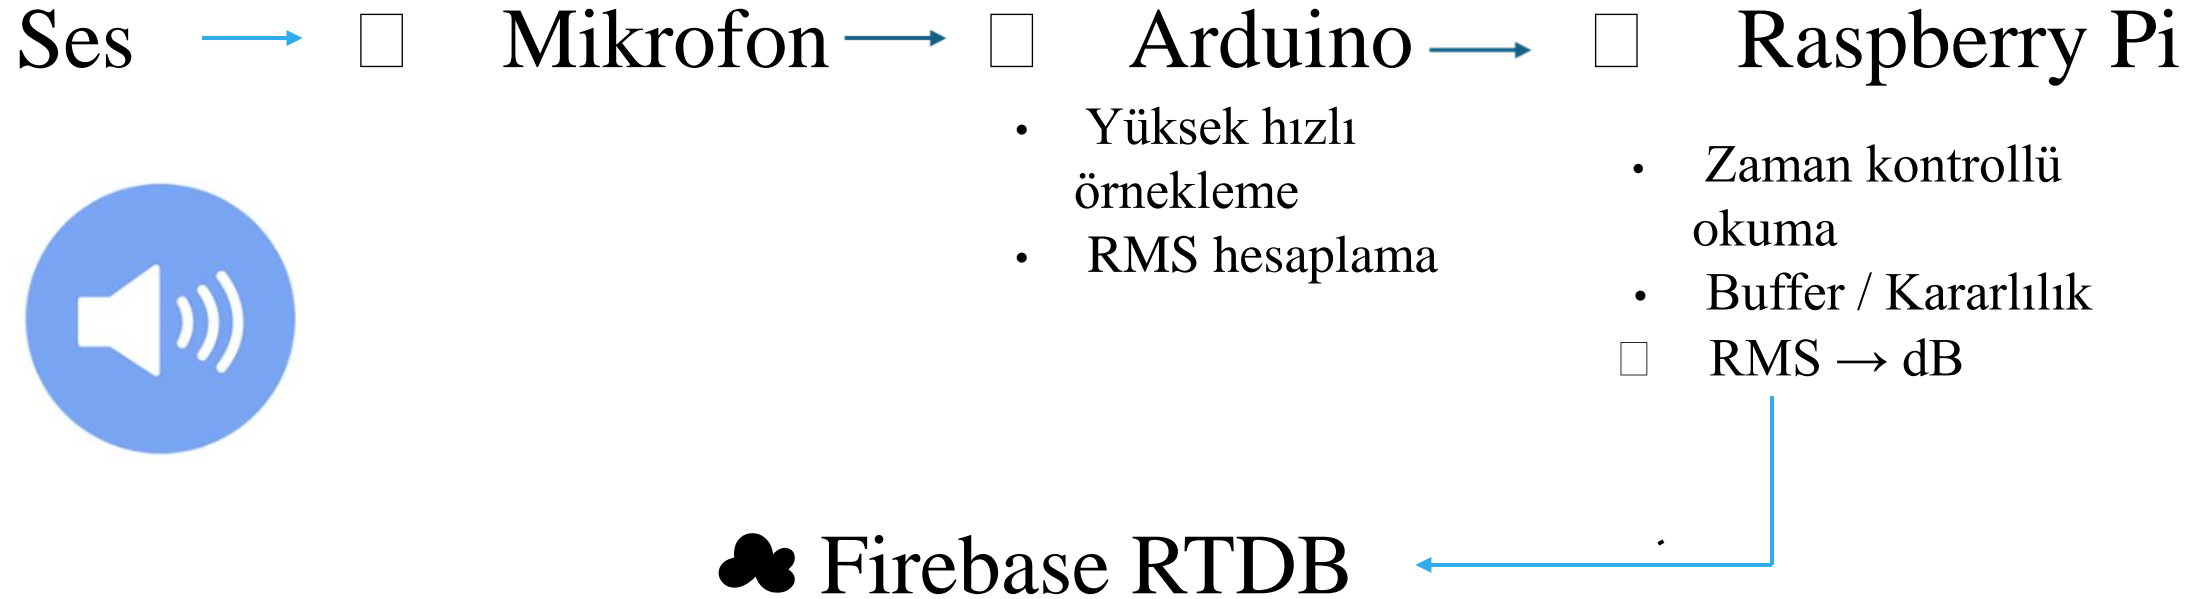 Ses → Mikrofon → Arduino → Raspberry Pi
• Yüksek hızlı
örnekleme
• RMS hesaplama
• Zaman kontrollü
okuma
• Buffer / Kararlılık
RMS → dB
Firebase RTDB